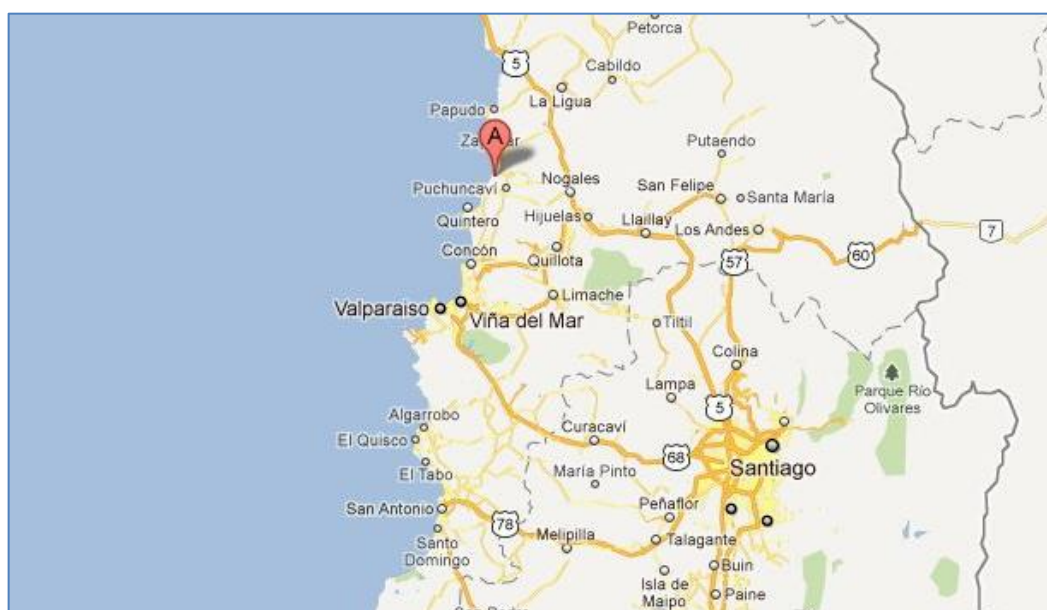 Petorca
5
Cabildo
La Ligua
Papudo
A
Putaendo
Puchuncaví
Nogales
San Felipe
Santa María
Quintero
Hijuelas
Llaillay
Los Andes
7
Concón
Quillota
57
60
Limache
Valparaiso
Viña del Mar
Tiltil
Colina
Lampa
Parque Río
Olivares
5
Algarrobo
Curacaví
El Quisco
68
Santiago
El Tabo
María Pinto
San Antonio
Peñaflor
78
Melipilla
Talagante
Santo
Domingo
Buin
Isla de
Maipo
Paine